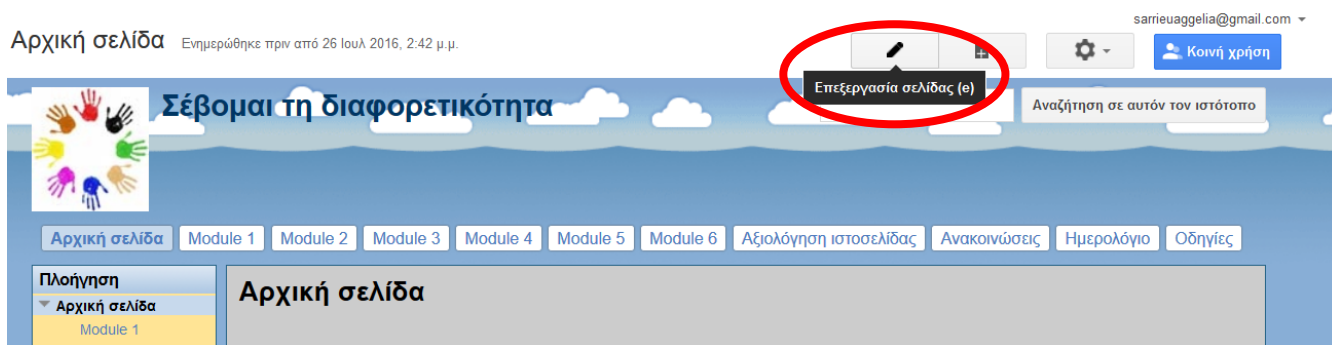 sarrieuaggelia@gmail.com
Αρχική σελίδα Ενημερώθηκε πριν από 26 Ιουλ 2016, 2:42 μ.μ.
Κοινή χρήση
Επεξεργασία σελίδας (e)
Σέβομαι τη διαφορετικότητα
Αναζήτηση σε αυτόν τον ιστότοπο
Αρχική σελίδα Module 1 Module 2 Module 3 Module 4 Module 5 Module 6 Αξιολόγηση ιστοσελίδας Ανακοινώσεις Ημερολόγιο Οδηγίες
Πλοήγηση
Αρχική σελίδα
Αρχική σελίδα
Module 1